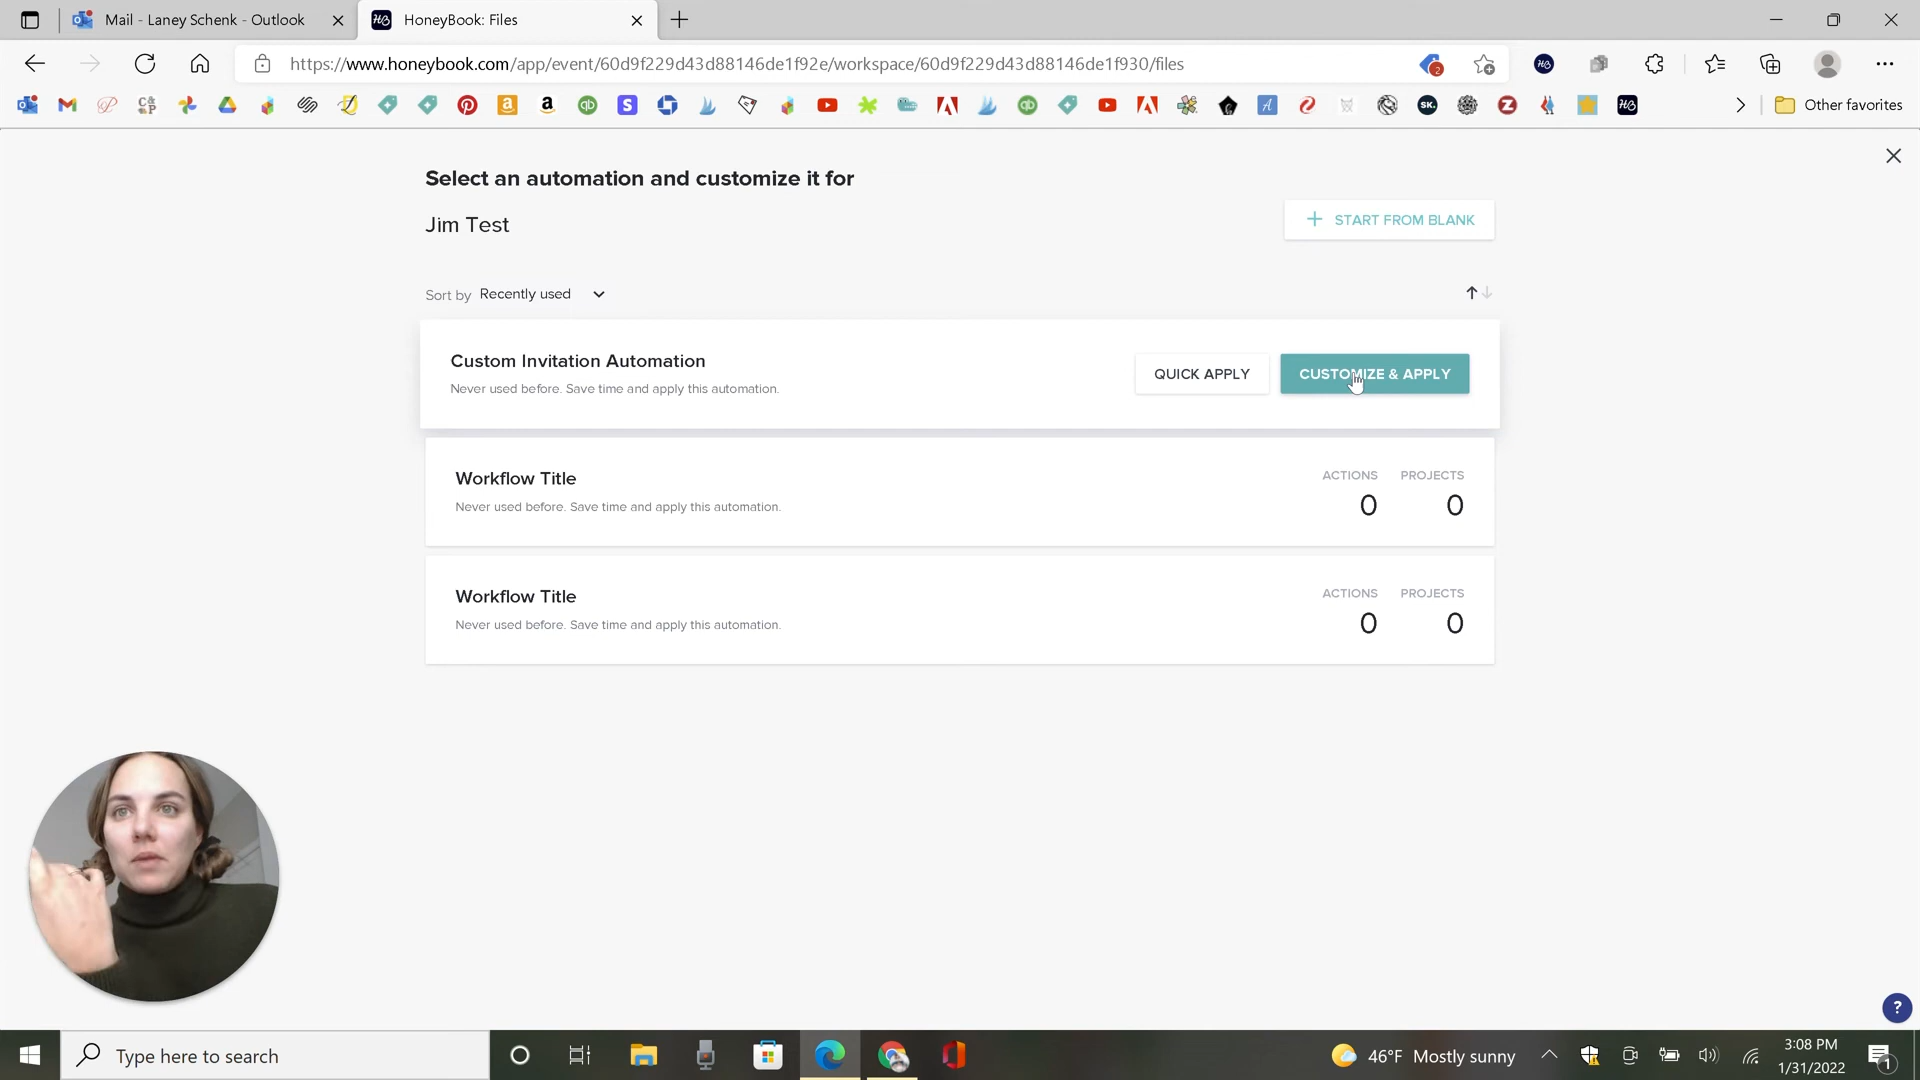 Mail - Laney Schenk - Outlook
HoneyBook: Files
https://www.honeybook.com/app/event/60d9f229d43d88146de1f92e/workspace/60d9f229d43d88146de1f930/files
2
Other favorites
Select an automation and customize it for
Jim Test
+ START FROM BLANK
Sort by Recently used
Custom Invitation Automation
Never used before. Save time and apply this automation.
QUICK APPLY
CUSTOMIZE & APPLY
Workflow Title
Never used before. Save time and apply this automation.
ACTIONS PROJECTS
0 0
Workflow Title
Never used before. Save time and apply this automation.
ACTIONS PROJECTS
0 0
?
Type here to search
46°F Mostly sunny
3:08 PM
1/31/2022
1